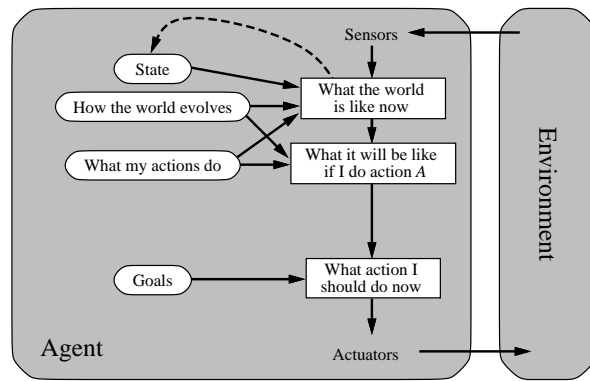 Sensors
State
What the world
is like now
How the world evolves
What my actions do
What it will be like
if I do action A
Goals
What action I
should do now
Agent
Actuators
Environment